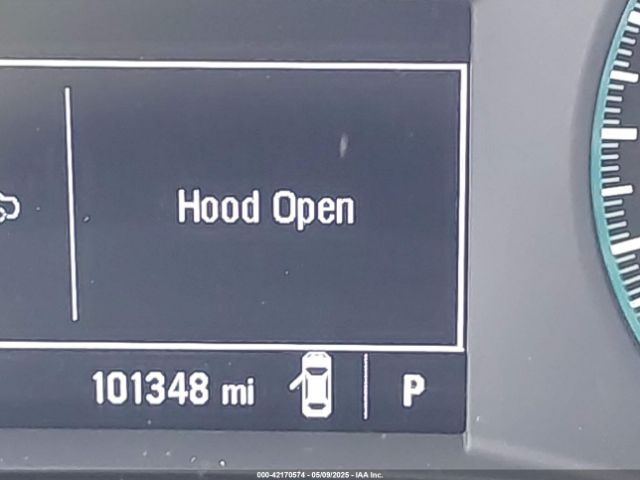 Hood Open
101348 mi
P
000-42170574 - 05/09/2025 - IAA Inc.